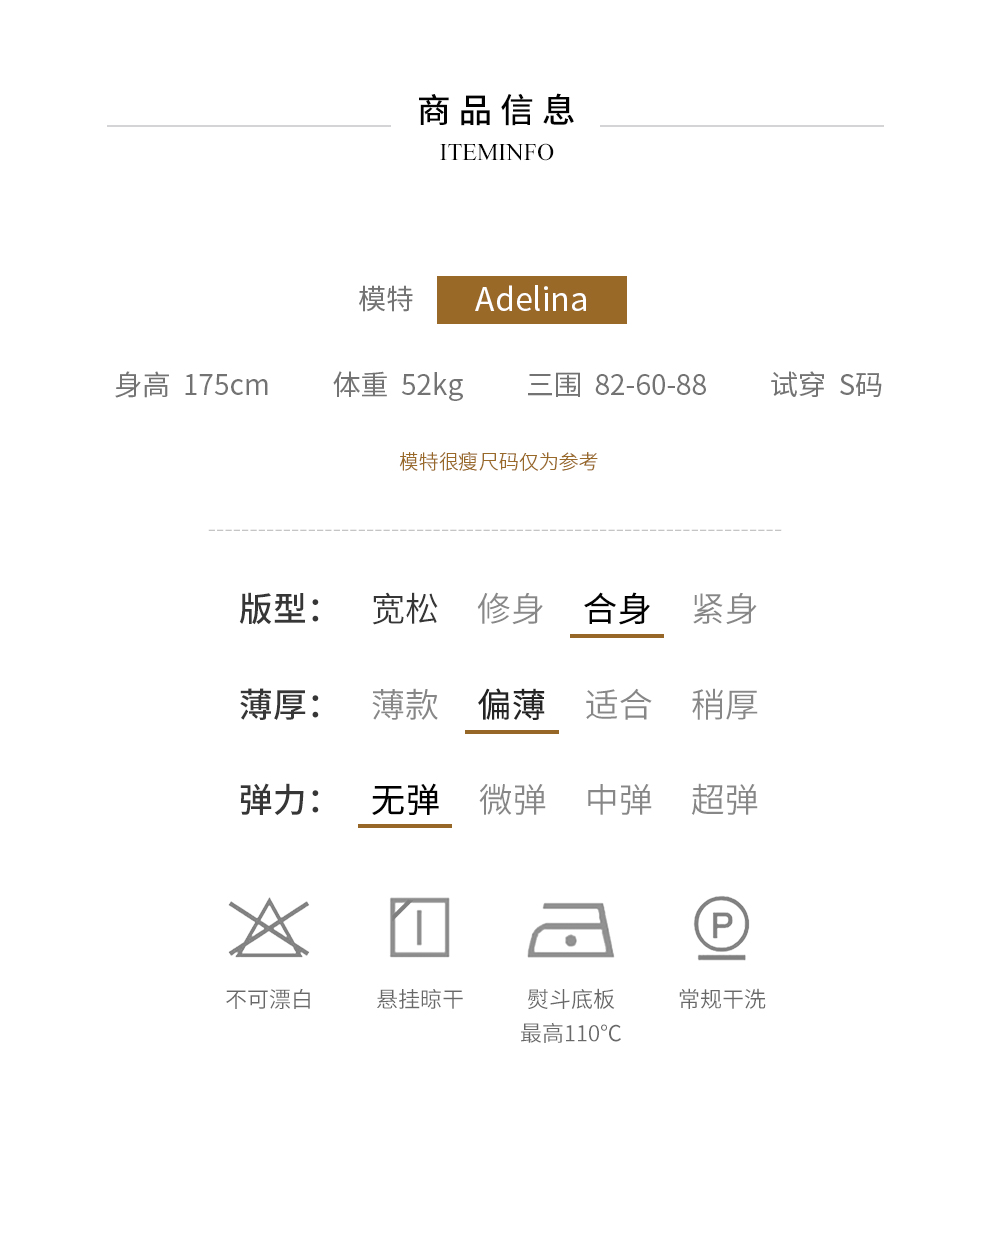 商品信息
ITEMINFO
模特 Adelina
身高 175cm 体重 52kg 三围 82-60-88 试穿 S码
模特很瘦尺码仅为参考
版型： 宽松 修身 合身 紧身
薄厚： 薄款 偏薄 适合 稍厚
弹力： 无弹 微弹 中弹 超弹
P
不可漂白 悬挂晾干 熨斗底板 常规干洗
最高110℃